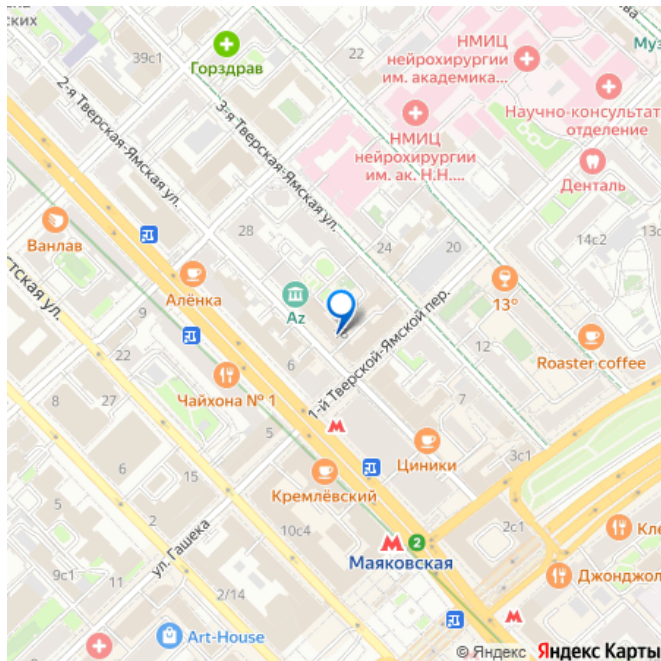 ских
39с1
Горздрав
НМИЦ
нейрохирургии
им. академика...
Муз
Научно-консультат
отделение
НМИЦ
нейрохирургии
им. ак. Н.Н....
Денталь
2-я Тверская-Ямская ул.
3-я Тверская-Ямская ул.
Ванлав
28
24
20
14с2
13с
Алёнка
Az
13°
1-й Тверской-Ямской пер.
22
9
6
12
Roaster coffee
Чайхона № 1
8
27
5
7
Циники
3с1
6
15
Кремлёвский
5
2
10с4
2с1
Кле
ул. Гашека
2
Маяковская
9с1
11
2/14
Джонджол
Art-House
© Яндекс Яндекс Карты